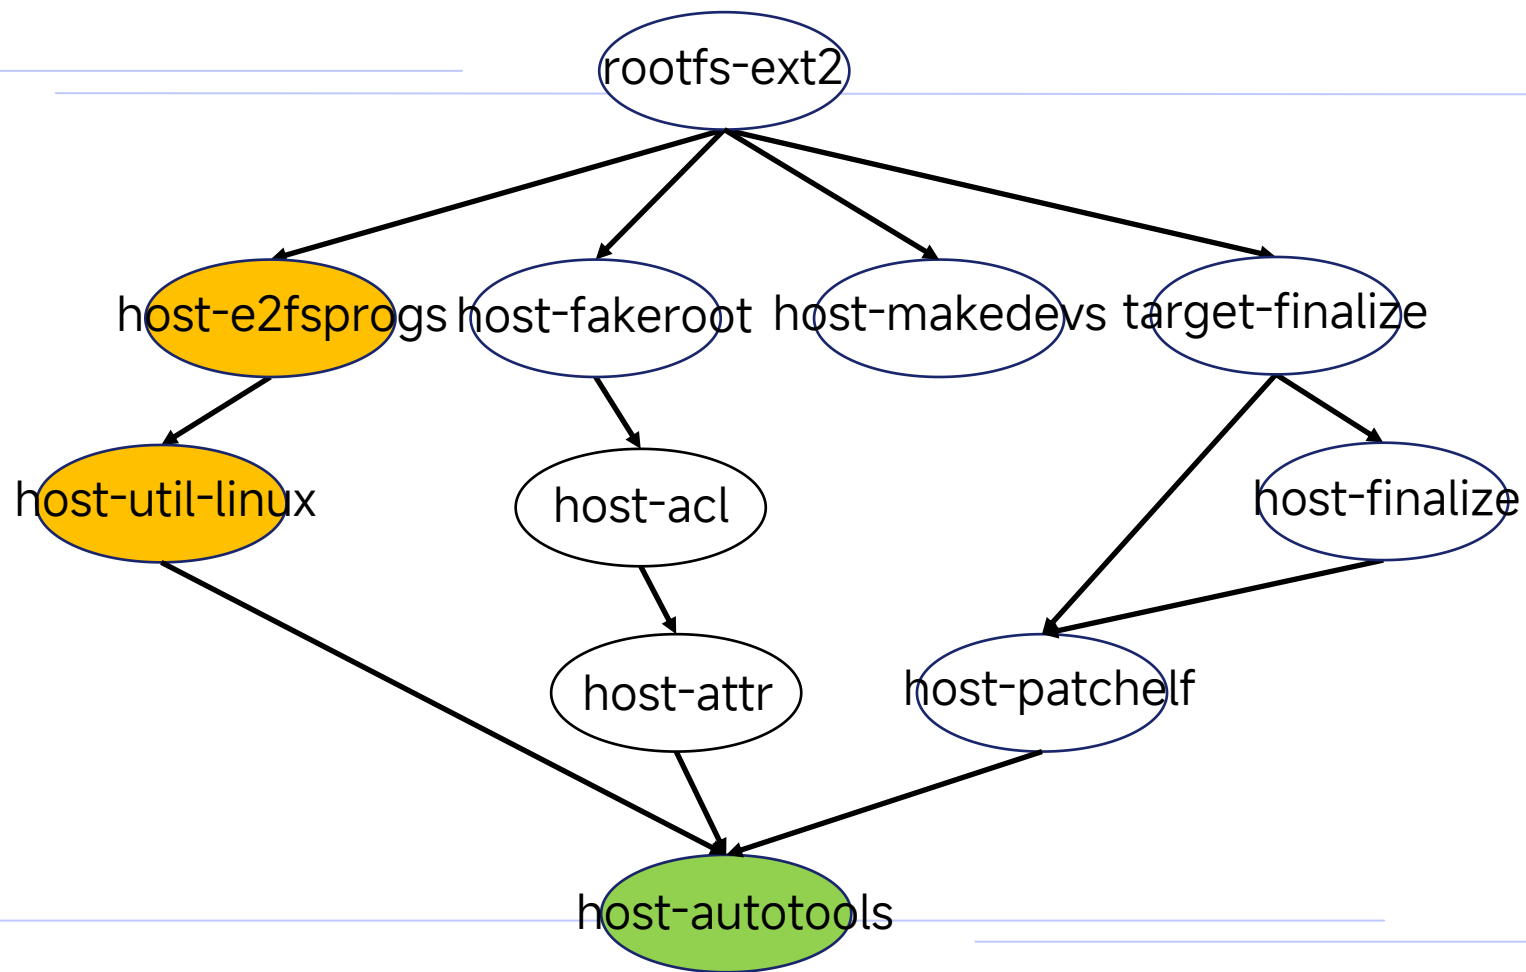 rootfs-ext2
host-e2fsprogs
host-fakeroot
host-makedevs
target-finalize
host-util-linux
host-acl
host-finalize
host-attr
host-patchelf
host-autotools